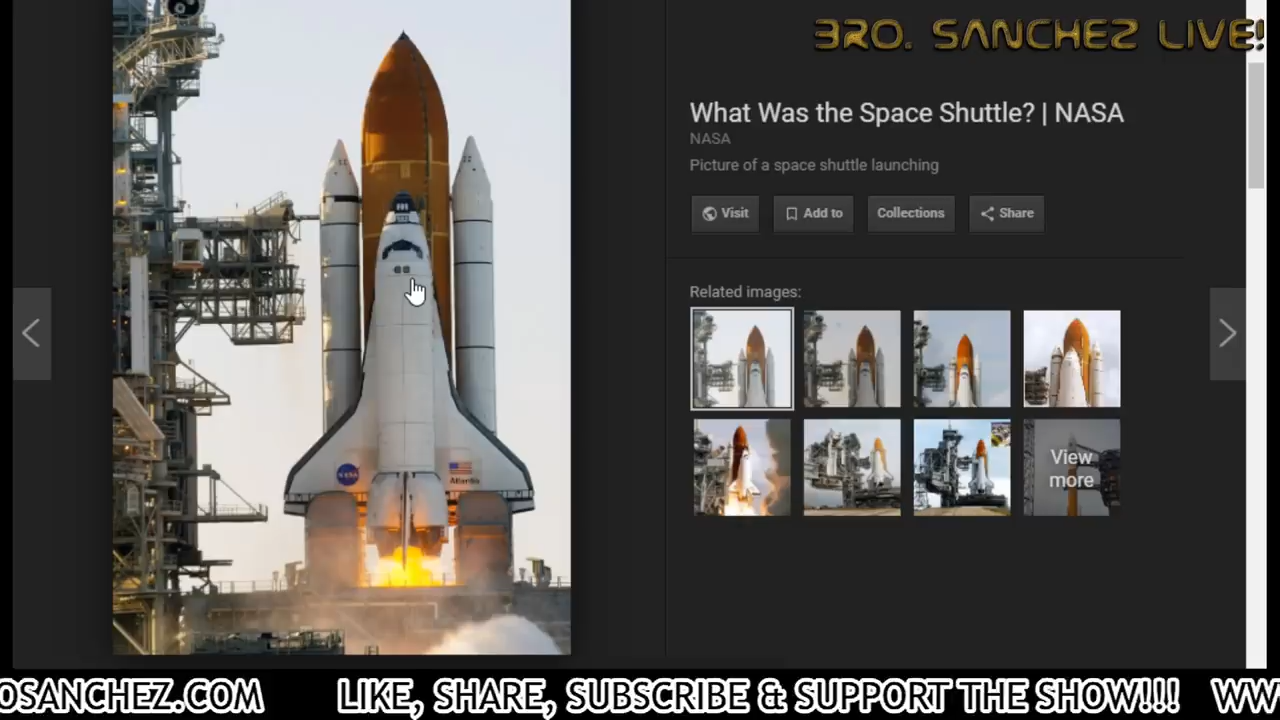 3RO. SANCHEZ LIVE!
What Was the Space Shuttle? | NASA
NASA
Picture of a space shuttle launching
Visit
Add to
Collections
Share
Related images:
View more
NASA
Atlantis
OSANCHEZ.COM LIKE, SHARE, SUBSCRIBE & SUPPORT THE SHOW!!! WW